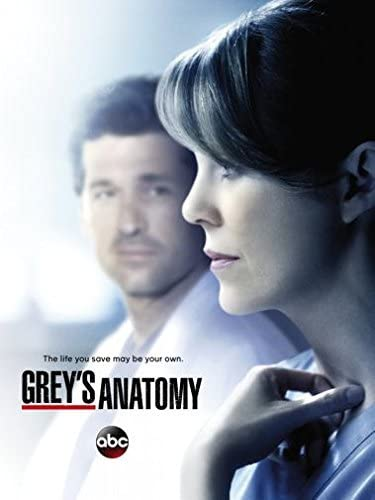 The life you save may be your own.
GREY'S ANATOMY
abc